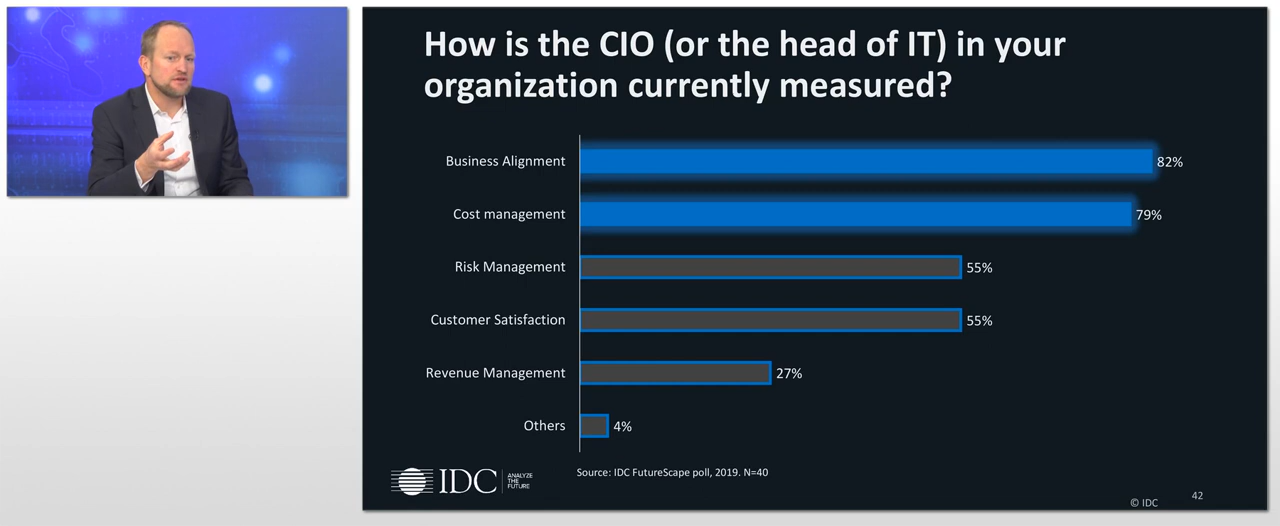 How is the CIO (or the head of IT) in your
organization currently measured?
Business Alignment 82%
Cost management 79%
Risk Management 55%
Customer Satisfaction 55%
Revenue Management 27%
Others 4%
Source: IDC FutureScape poll, 2019. N=40
IDC
ANALYZE
THE
FUTURE
© IDC
42